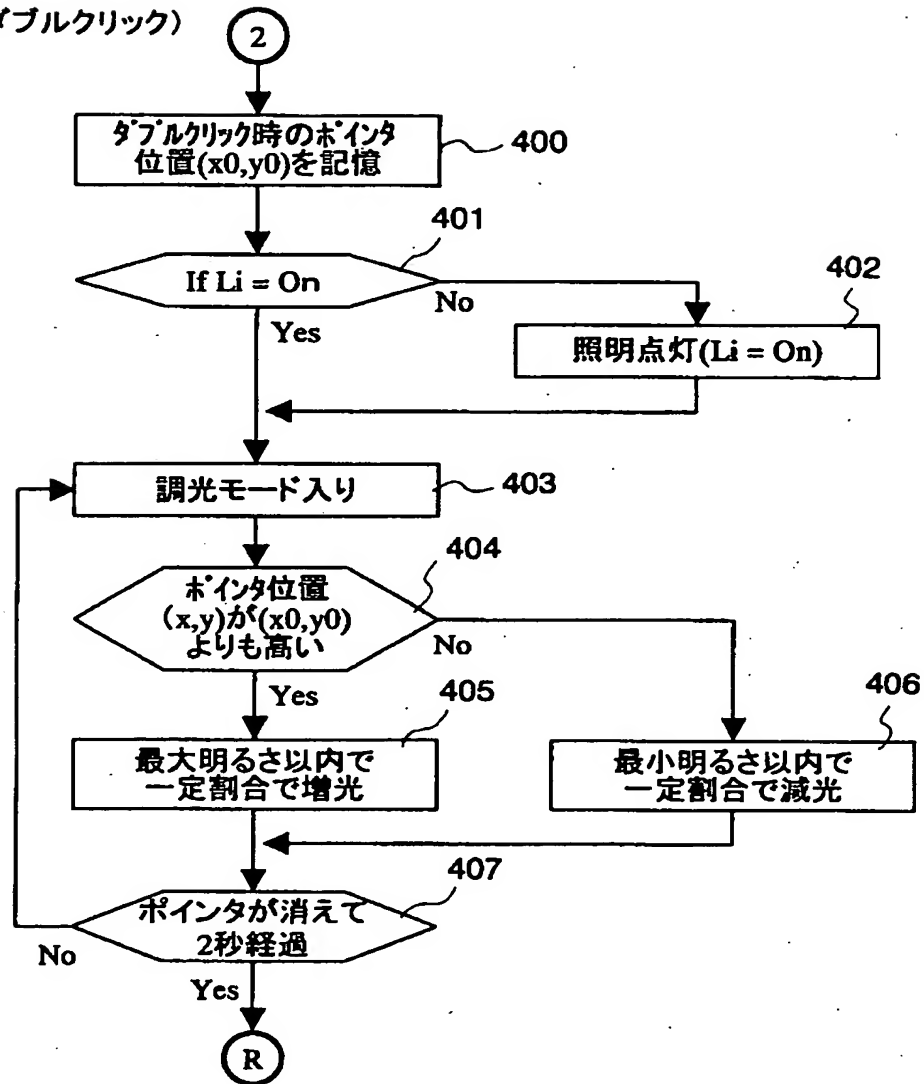 ブルクリック)
2
ダブルクリック時のポインタ
位置(x0,y0)を記憶
400
401
If Li = On
No
Yes
402
照明点灯(Li = On)
調光モード入り
403
404
ポインタ位置
(x,y)が(x0,y0)
よりも高い
No
Yes
405
最大明るさ以内で
一定割合で増光
406
最小明るさ以内で
一定割合で減光
407
ポインタが消えて
2秒経過
No
Yes
R